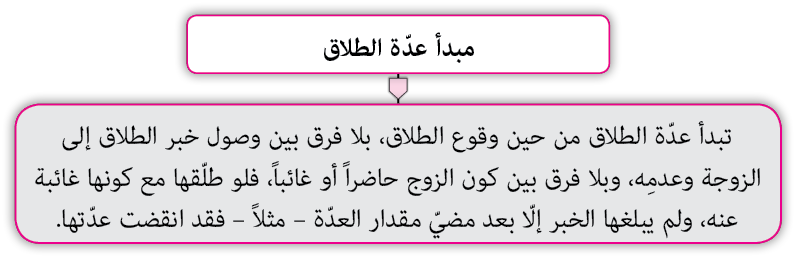 مبدأ عدّة الطلاق
تبدأ عدّة الطلاق من حين وقوع الطلاق، بلا فرق بين وصول خبر الطلاق إلى
الزوجة وعدمِه، وبلا فرق بين كون الزوج حاضراً أو غائباً، فلو طلّقها مع كونها غائبة
عنه، ولم يبلغها الخبر إلّا بعد مضيّ مقدار العدّة – مثلاً – فقد انقضت عدّتها.